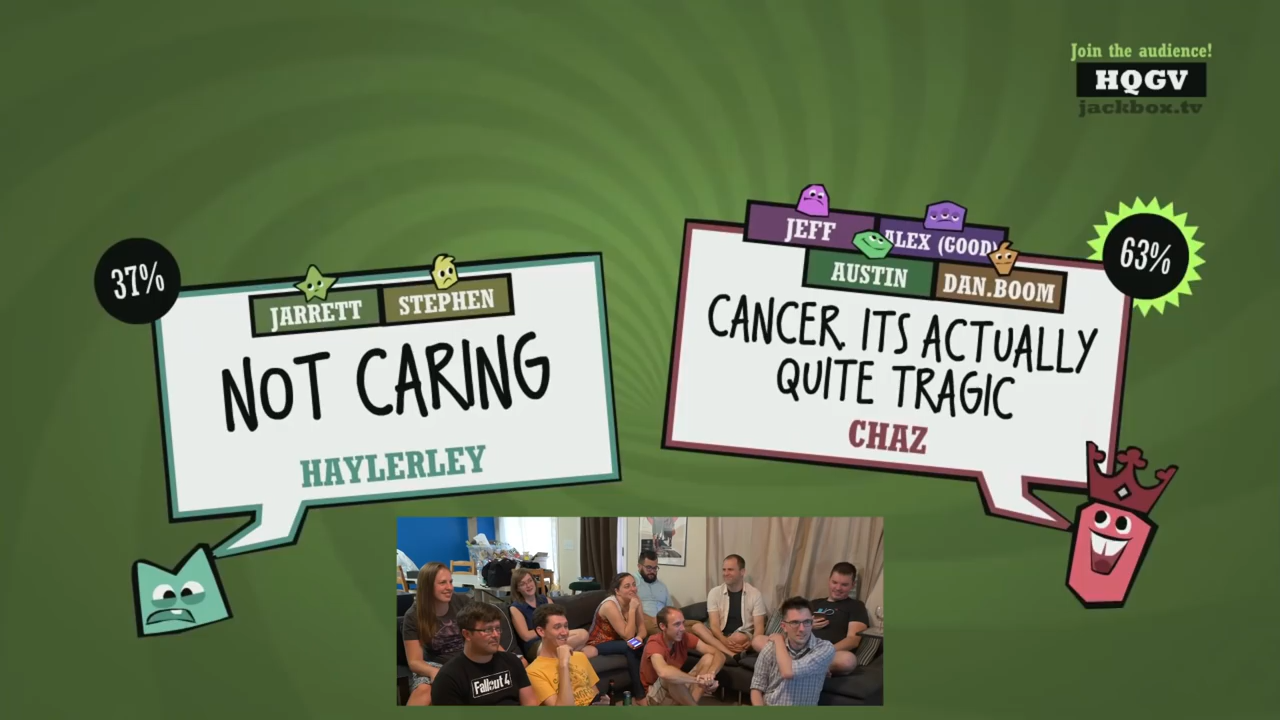 Join the audience!
HQGV
jackbox.tv
37%
JARRETT
STEPHEN
NOT CARING
HAYLERLEY
JEFF
ALEX (GOOD)
AUSTIN
DAN.BOOM
63%
CANCER. ITS ACTUALLY
QUITE TRAGIC
CHAZ
Fallout 4